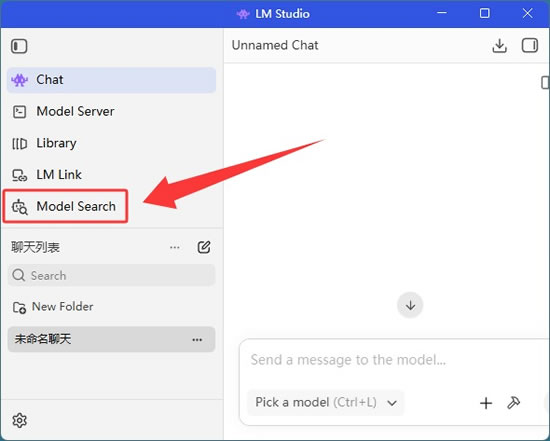 LM Studio
Unnamed Chat
Chat
Model Server
Library
LM Link
Model Search
聊天列表
Search
New Folder
未命名聊天
Send a message to the model...
Pick a model (Ctrl+L)